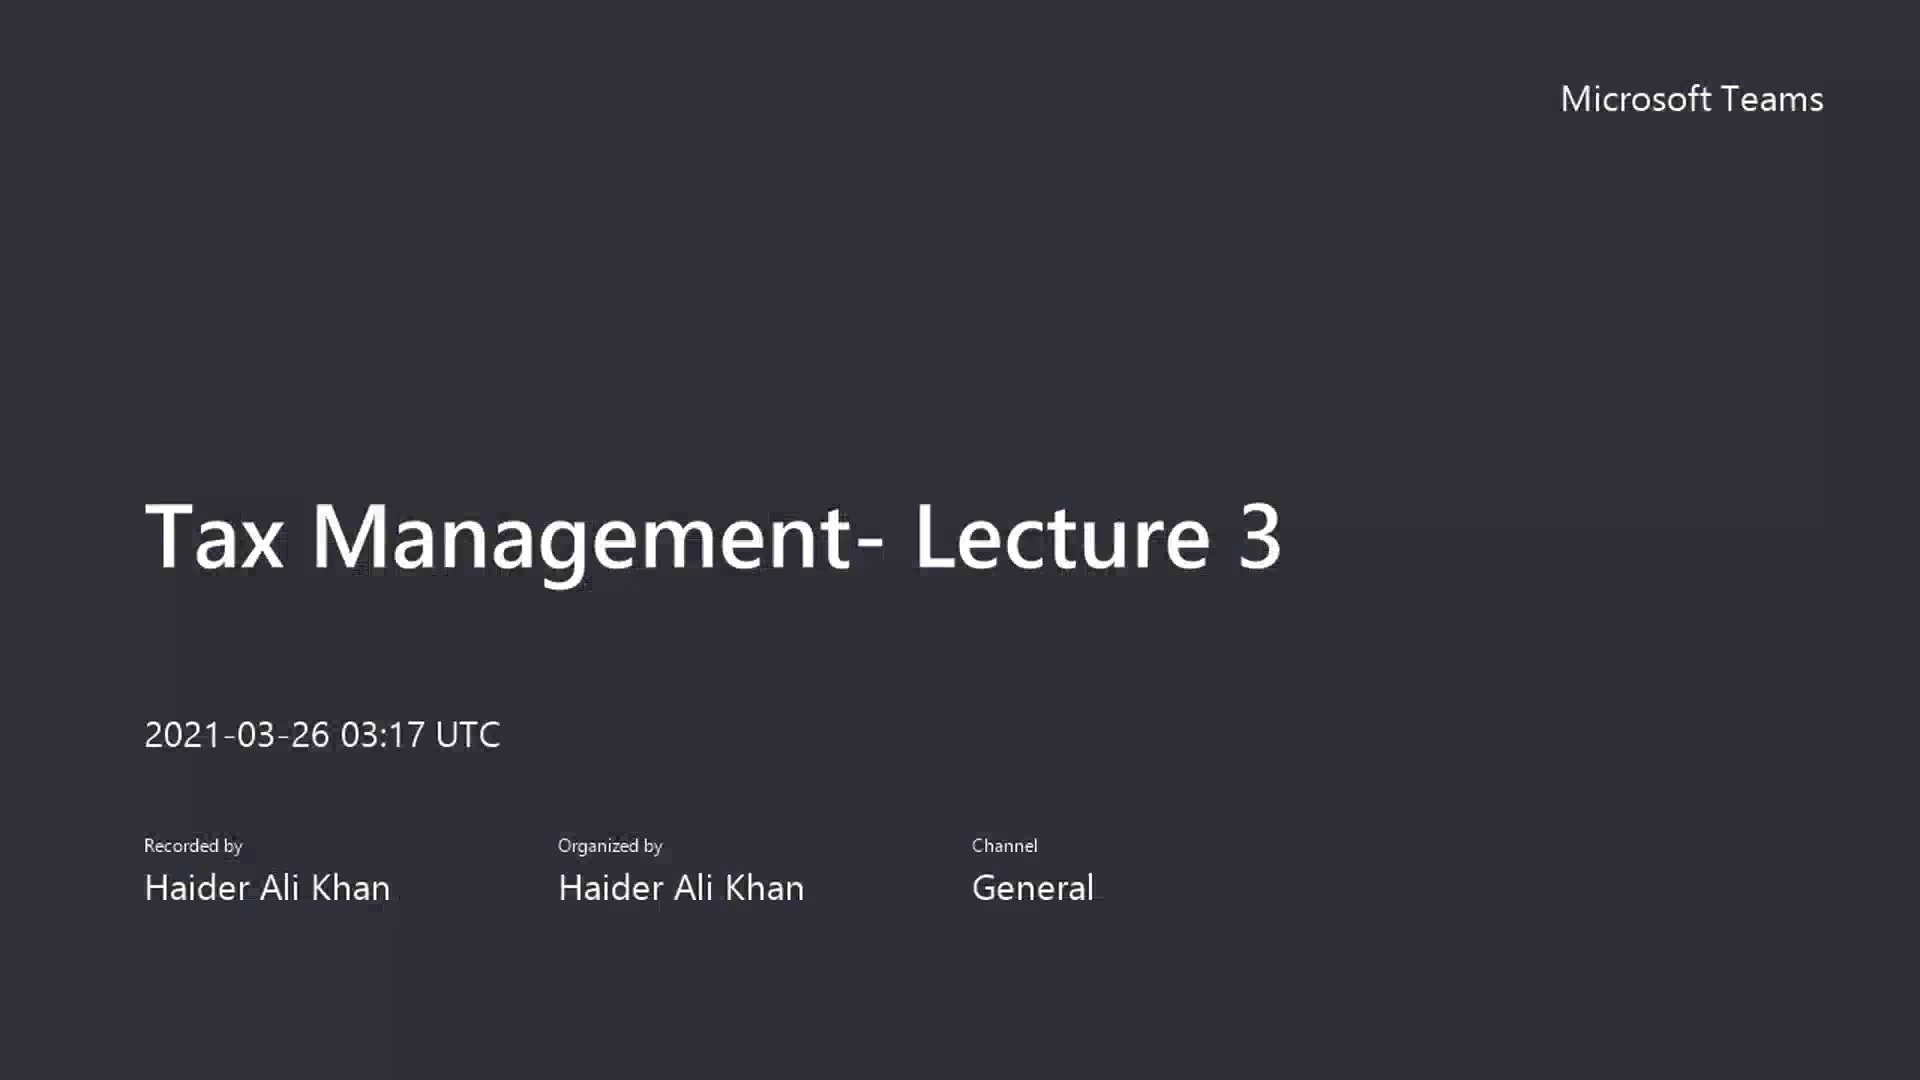 Microsoft Teams
Tax Management- Lecture 3
2021-03-26 03:17 UTC
Recorded by
Haider Ali Khan
Organized by
Haider Ali Khan
Channel
General